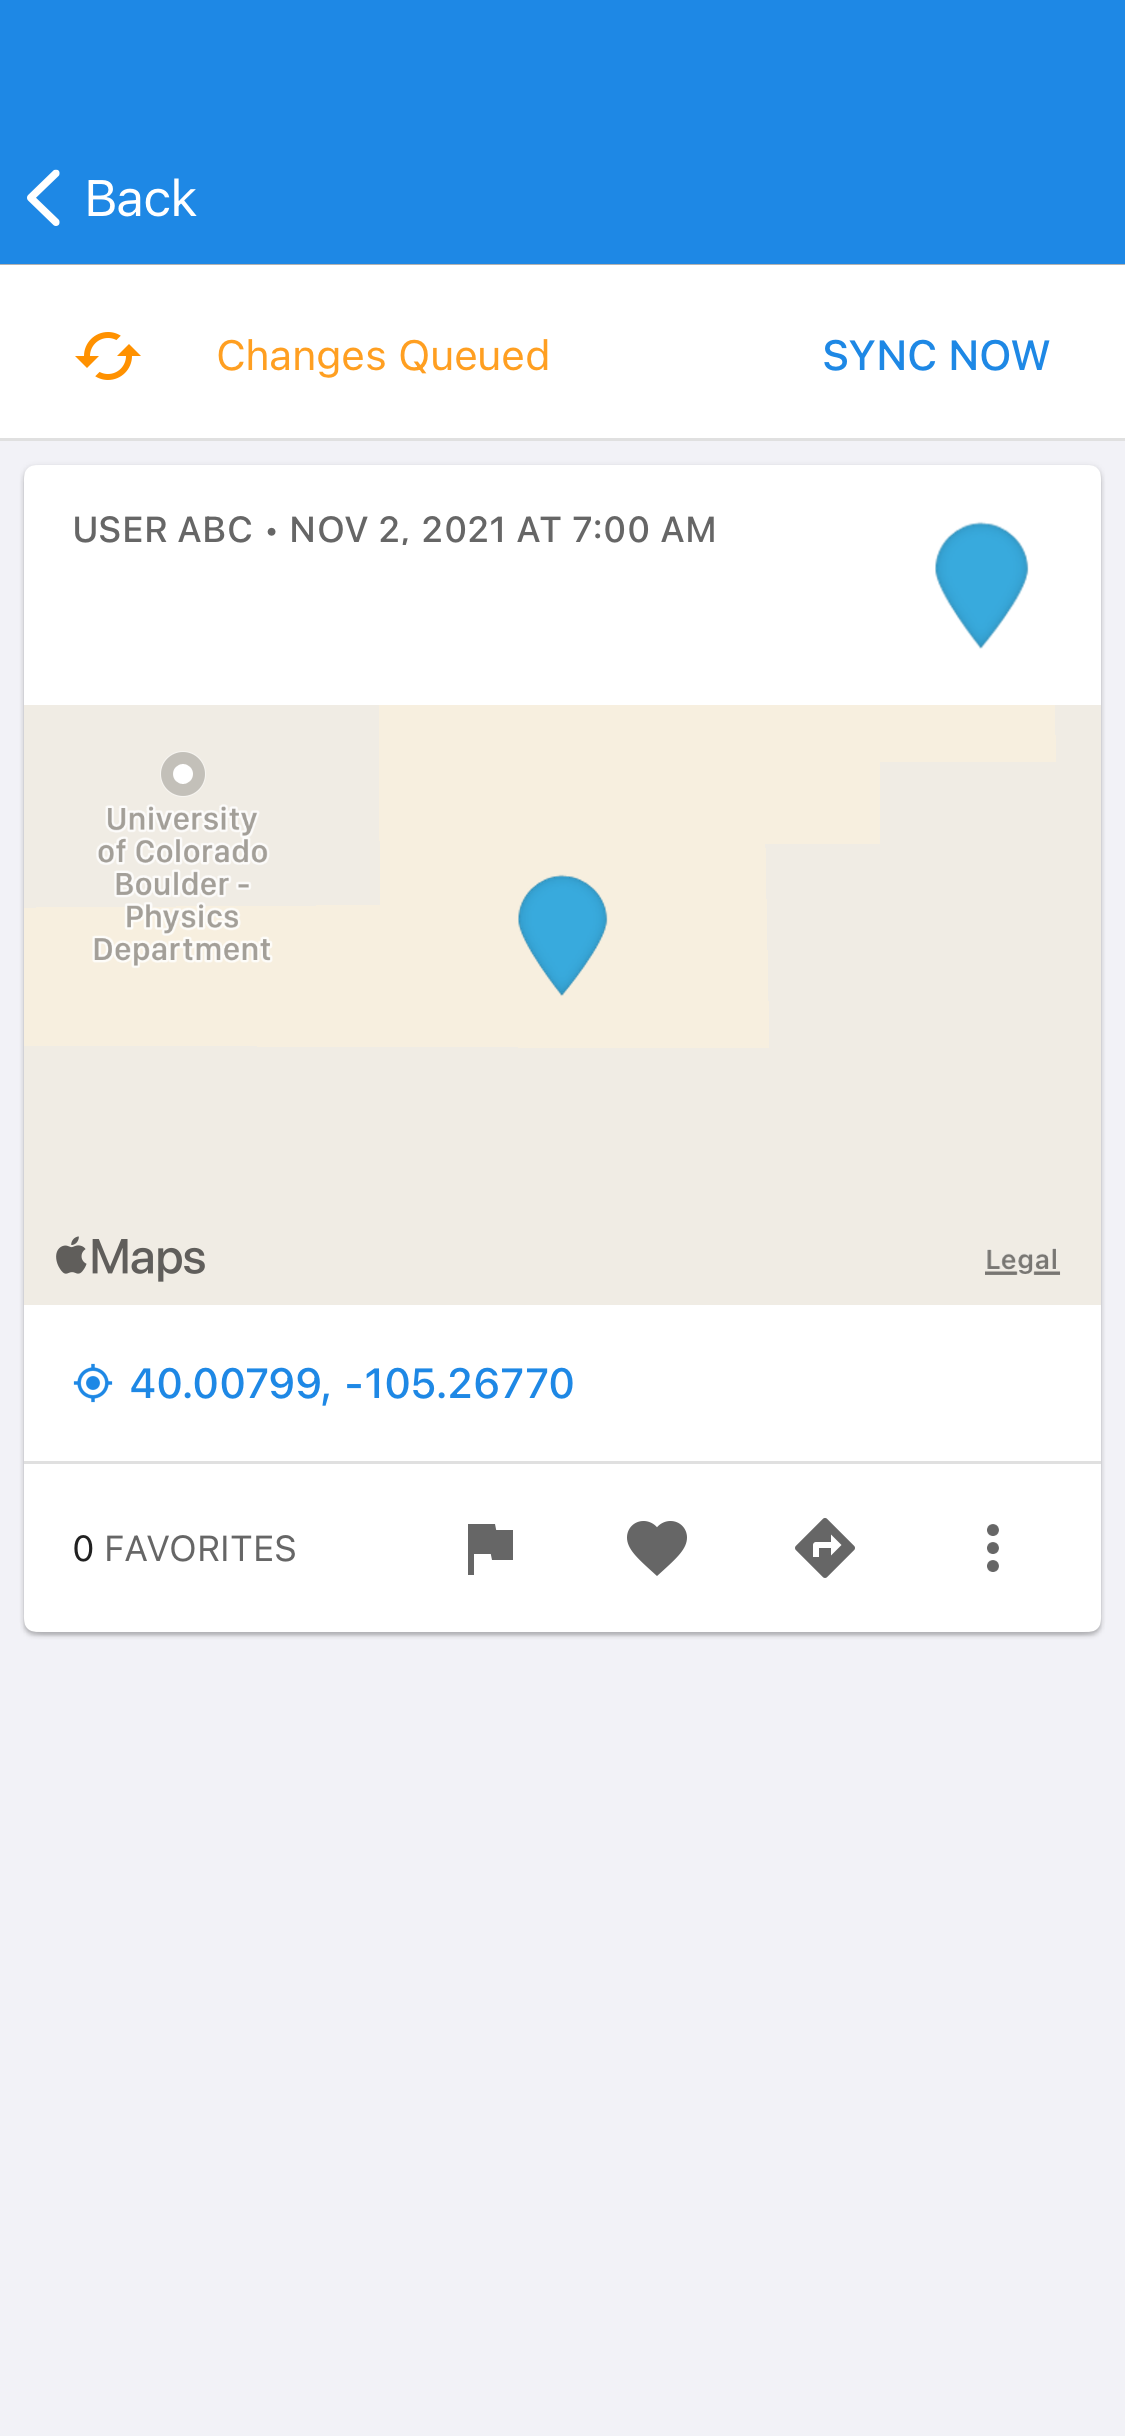 Back
Changes Queued
SYNC NOW
USER ABC • NOV 2, 2021 AT 7:00 AM
University
of Colorado
Boulder -
Physics
Department
Maps
Legal
40.00799, -105.26770
0 FAVORITES